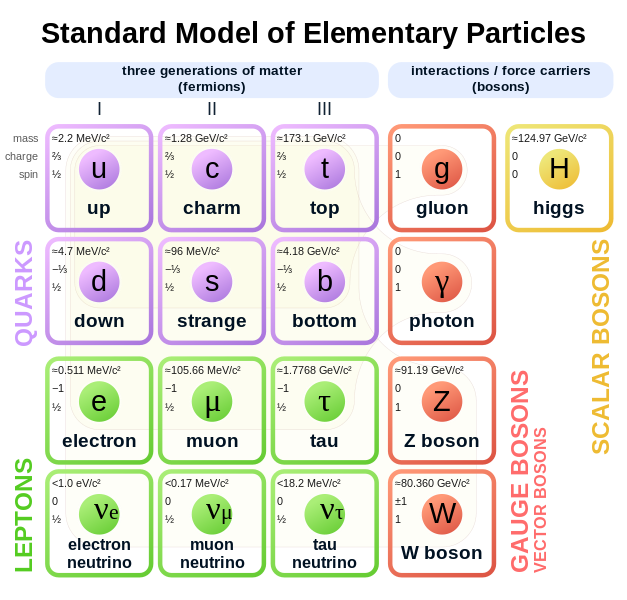 Standard Model of Elementary Particles
three generations of matter
(fermions)
interactions / force carriers
(bosons)
I
II
III
mass
charge
spin
≈2.2 MeV/c²
⅔
½
u
up
≈1.28 GeV/c²
⅔
½
c
charm
≈173.1 GeV/c²
⅔
½
t
top
0
0
1
g
gluon
≈124.97 GeV/c²
0
0
H
higgs
QUARKS
≈4.7 MeV/c²
−⅓
½
d
down
≈96 MeV/c²
−⅓
½
s
strange
≈4.18 GeV/c²
−⅓
½
b
bottom
0
0
1
γ
photon
SCALAR BOSONS
≈0.511 MeV/c²
−1
½
e
electron
≈105.66 MeV/c²
−1
½
μ
muon
≈1.7768 GeV/c²
−1
½
τ
tau
≈91.19 GeV/c²
0
1
Z
Z boson
GAUGE BOSONS
VECTOR BOSONS
LEPTONS
<1.0 eV/c²
0
½
νe
electron
neutrino
<0.17 MeV/c²
0
½
νμ
muon
neutrino
<18.2 MeV/c²
0
½
ντ
tau
neutrino
≈80.360 GeV/c²
±1
1
W
W boson